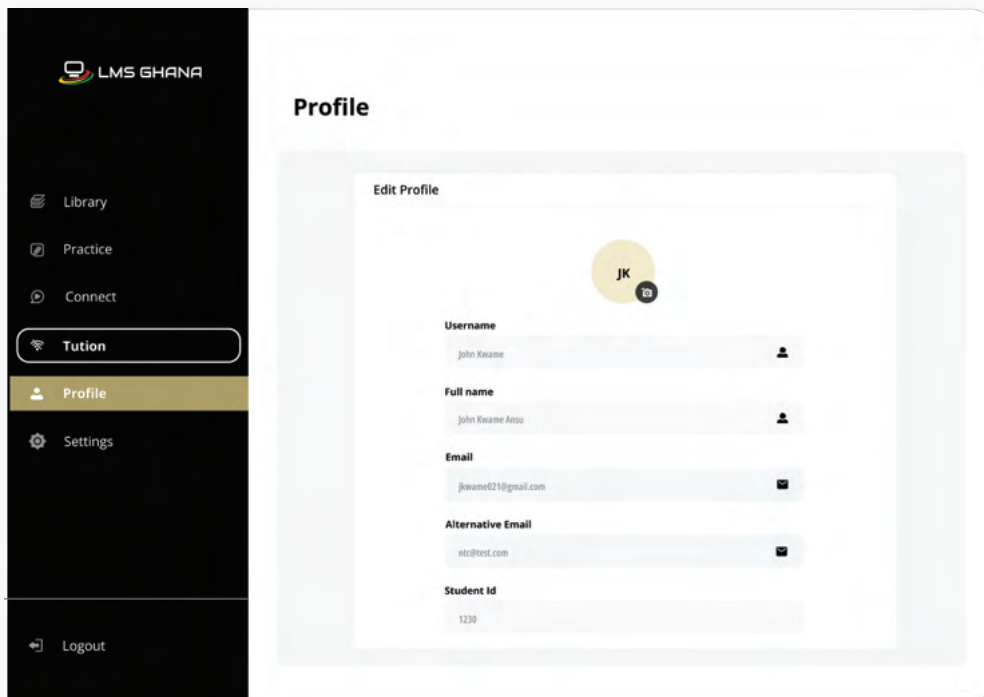 LMS GHANA
Library
Practice
Connect
Tution
Profile
Settings
Logout
Profile
Edit Profile
JK
Username
John Kwame
Full name
John Kwame Ansu
Email
jkwame021@gmail.com
Alternative Email
ntc@test.com
Student Id
1230